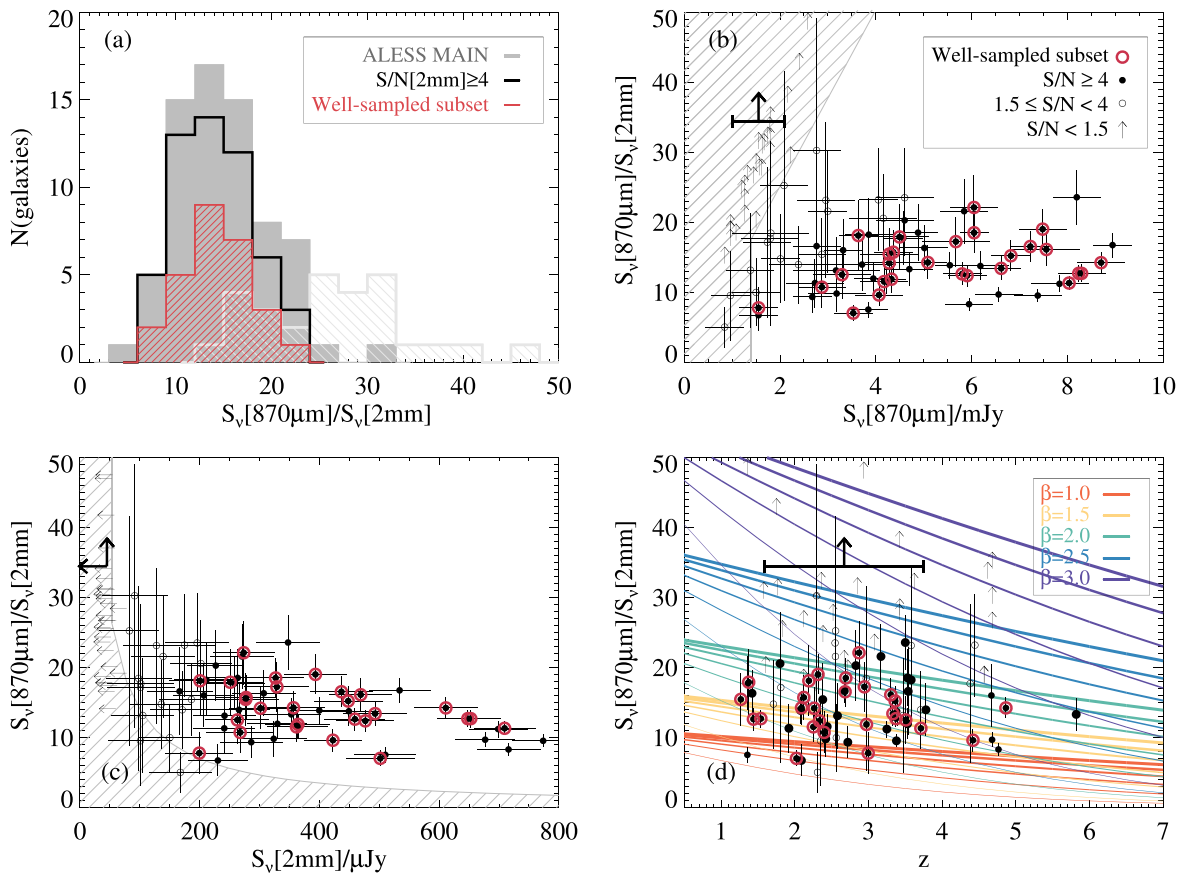 (a)
ALESS MAIN
S/N[2mm]≥4
Well-sampled subset
20
15
10
5
0
N(galaxies)
0 10 20 30 40 50
Sν[870μm]/Sν[2mm]
(b)
Well-sampled subset
S/N ≥ 4
1.5 ≤ S/N < 4
S/N < 1.5
50
40
30
20
10
0
Sν[870μm]/Sν[2mm]
0 2 4 6 8 10
Sν[870μm]/mJy
50
40
30
20
10
0
Sν[870μm]/Sν[2mm]
(c)
0 200 400 600 800
Sν[2mm]/μJy
β=1.0
β=1.5
β=2.0
β=2.5
β=3.0
50
40
30
20
10
0
Sν[870μm]/Sν[2mm]
(d)
1 2 3 4 5 6 7
z